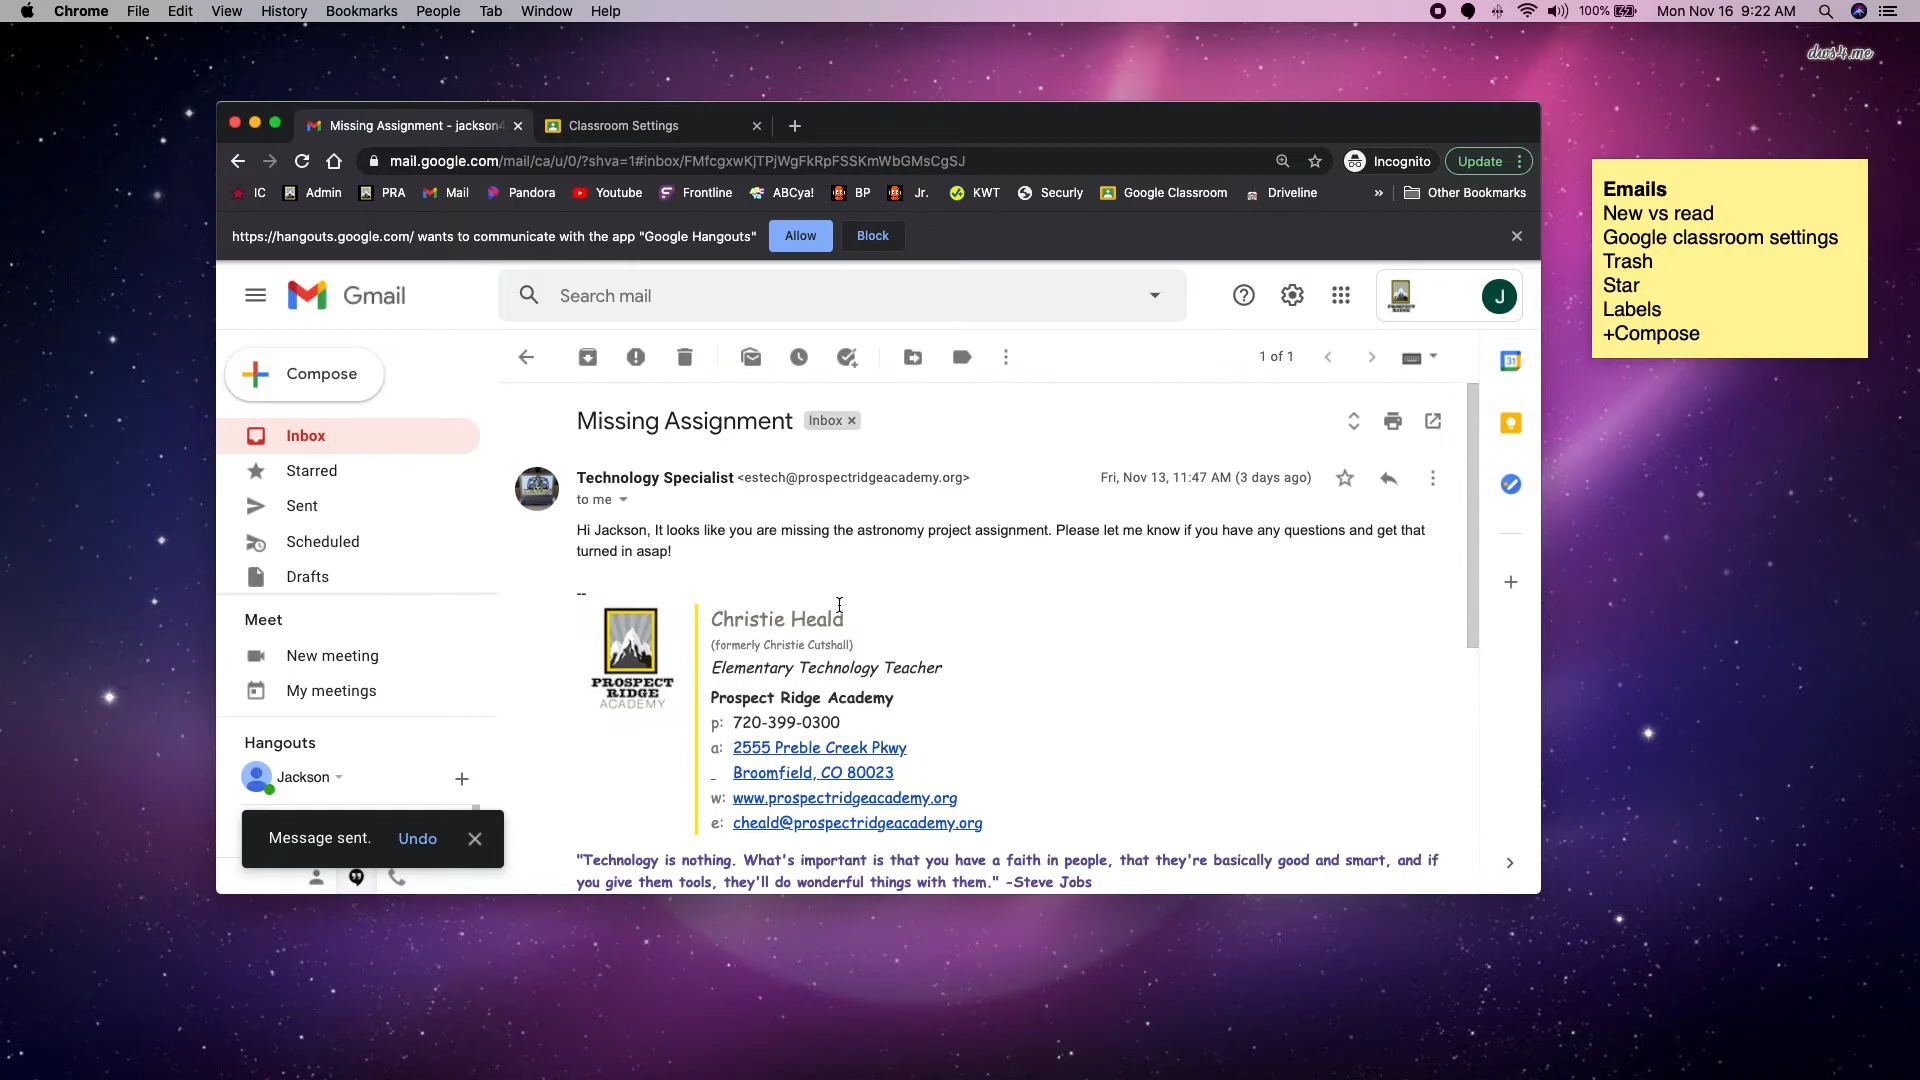 Chrome File Edit View History Bookmarks People Tab Window Help
100% Mon Nov 16 9:22 AM
dws4.me
Missing Assignment - jackson4
Classroom Settings
mail.google.com/mail/ca/u/0/?shva=1#inbox/FMfcgxwKjTPjWgFkRpFSSKmWbGMsCgSJ
Incognito
Update
IC Admin PRA Mail Pandora Youtube Frontline ABCya! BP Jr. KWT Securly Google Classroom Driveline » Other Bookmarks
https://hangouts.google.com/ wants to communicate with the app "Google Hangouts" Allow Block
Emails
New vs read
Google classroom settings
Trash
Star
Labels
+Compose
Gmail
Search mail
PROSPECT RIDGE
J
Compose
1 of 1
31
Inbox
Starred
Sent
Scheduled
Drafts
Meet
New meeting
My meetings
Hangouts
Jackson
Message sent. Undo
Missing Assignment Inbox
Technology Specialist <estech@prospectridgeacademy.org>
Fri, Nov 13, 11:47 AM (3 days ago)
to me
Hi Jackson, It looks like you are missing the astronomy project assignment. Please let me know if you have any questions and get that
turned in asap!
--
PROSPECT
RIDGE
ACADEMY
Christie Heald
(formerly Christie Cutshall)
Elementary Technology Teacher
Prospect Ridge Academy
p: 720-399-0300
a: 2555 Preble Creek Pkwy
_ Broomfield, CO 80023
w: www.prospectridgeacademy.org
e: cheald@prospectridgeacademy.org
"Technology is nothing. What's important is that you have a faith in people, that they're basically good and smart, and if
you give them tools, they'll do wonderful things with them." -Steve Jobs